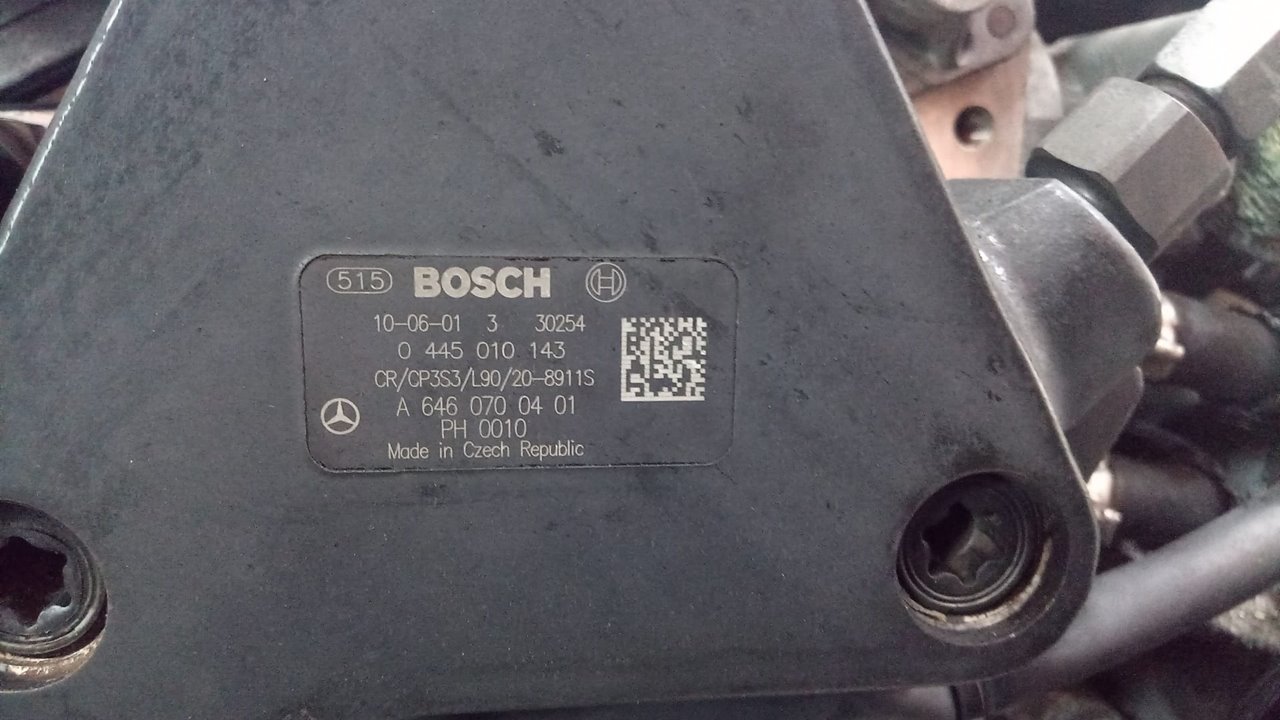 515 BOSCH
10-06-01 3 30254
0 445 010 143
CR/CP3S3/L90/20-8911S
A 646 070 04 01
PH 0010
Made in Czech Republic